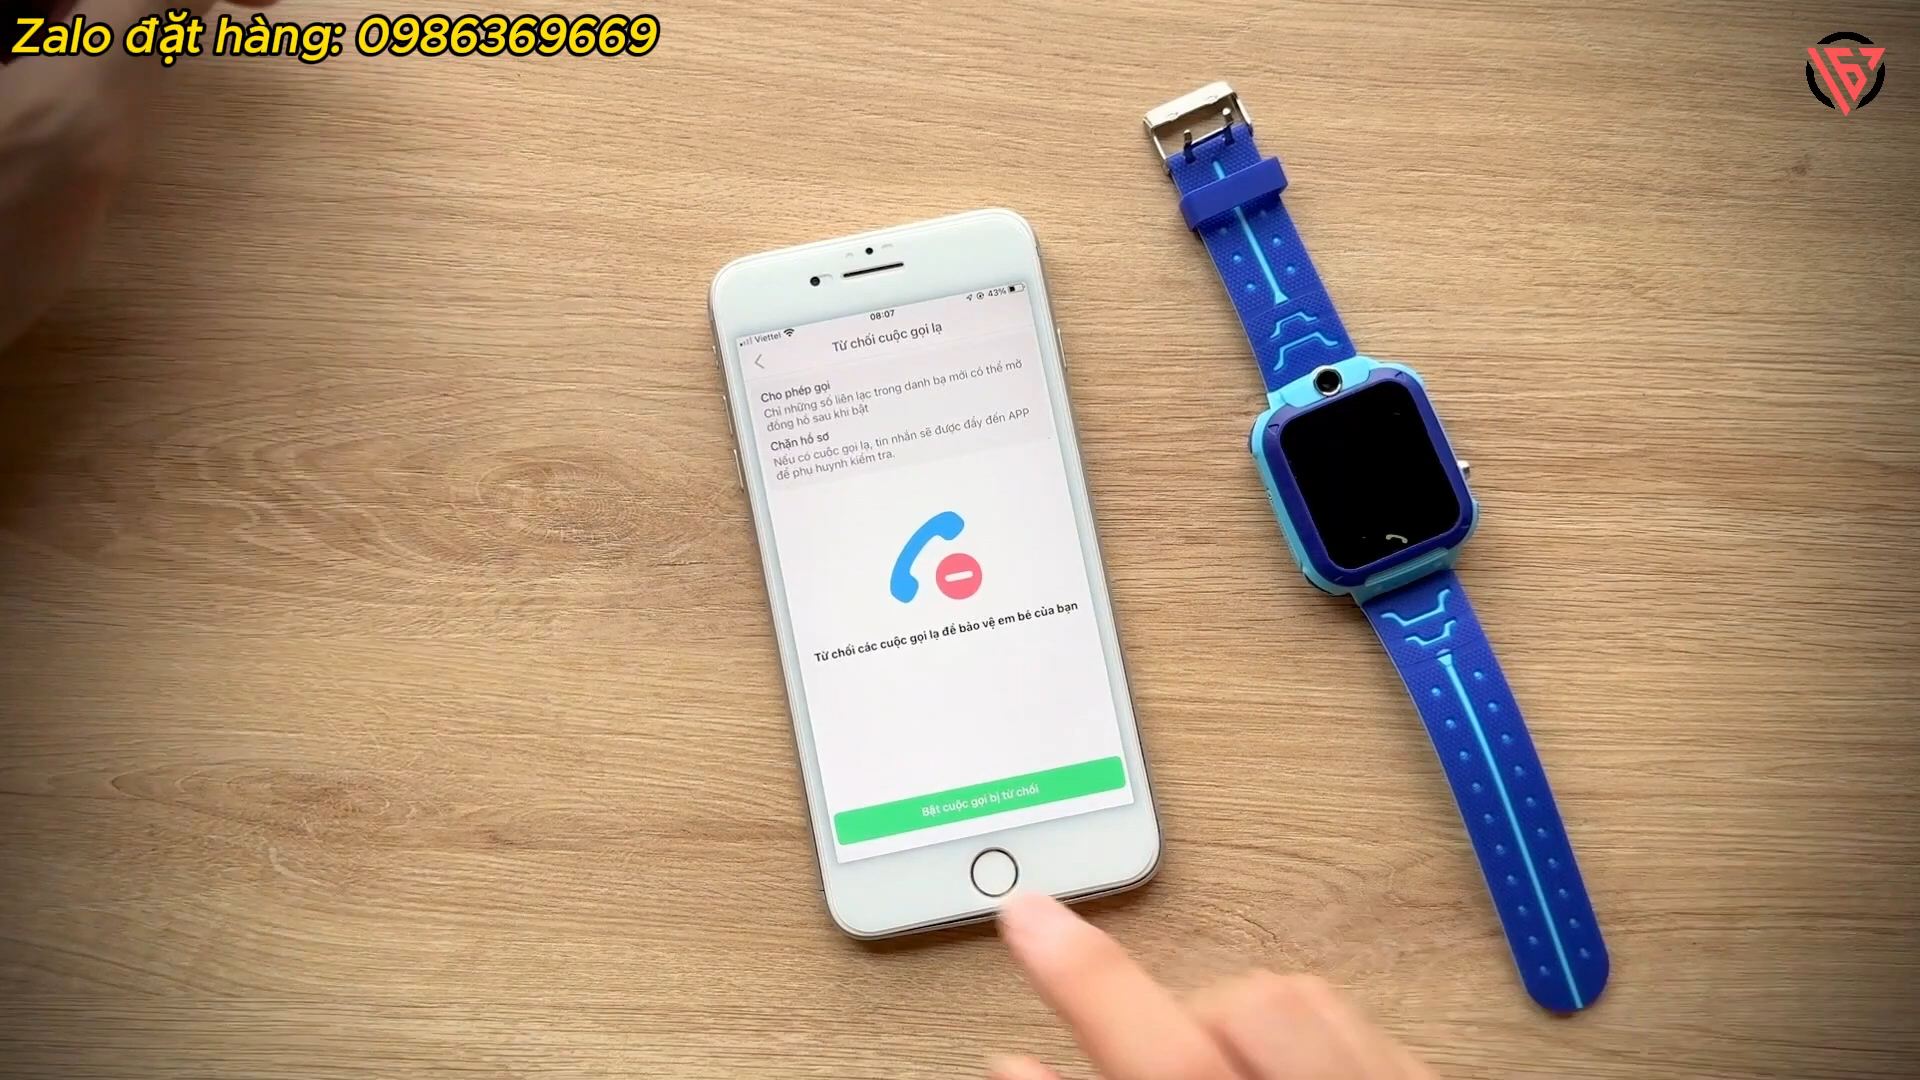 Zalo đặt hàng: 0986369669
Viettel
08:07
43%
Từ chối cuộc gọi lạ
Cho phép gọi
Chỉ những số liên lạc trong danh bạ mới có thể mở
đồng hồ sau khi bật
Chặn hồ sơ
Nếu có cuộc gọi lạ, tin nhắn sẽ được đẩy đến APP
để phụ huynh kiểm tra.
Từ chối các cuộc gọi lạ để bảo vệ em bé của bạn
Bật cuộc gọi bị từ chối